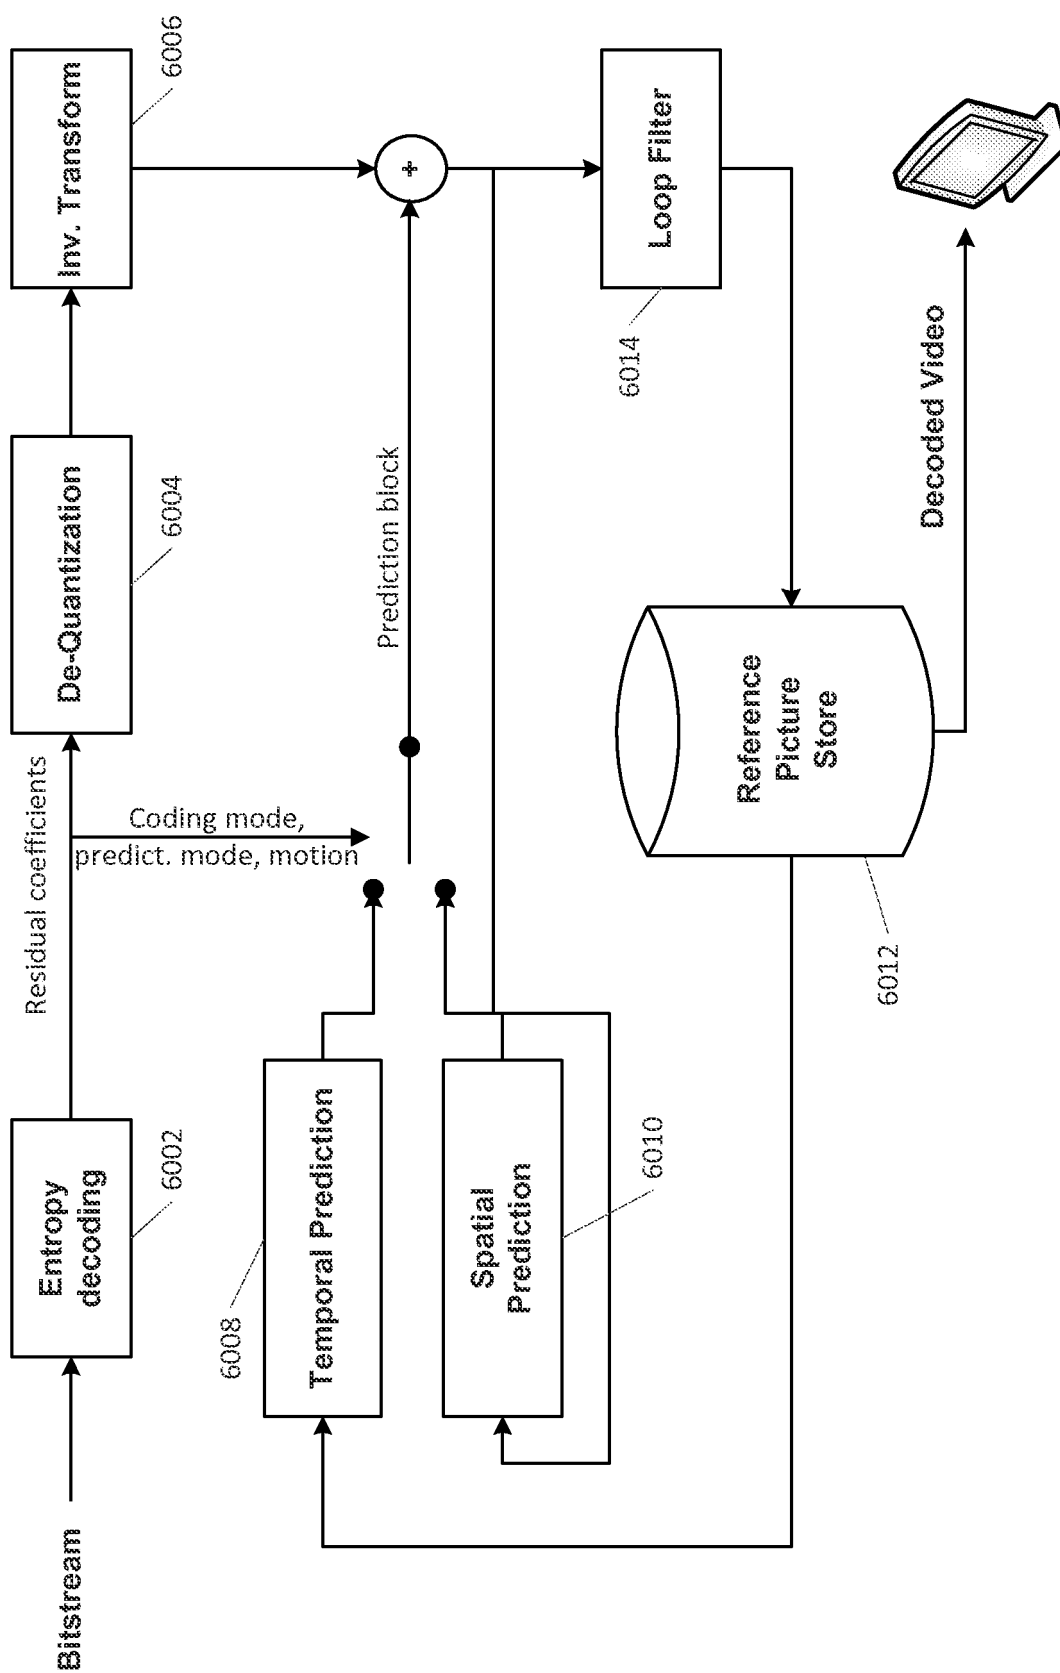 Bitstream
Entropy
decoding
6002
Residual coefficients
De-Quantization
6004
Inv. Transform
6006
Coding mode,
predict. mode, motion
Prediction block
+
6008
Temporal Prediction
Spatial
Prediction
6010
6014
Loop Filter
Reference
Picture
Store
6012
Decoded Video